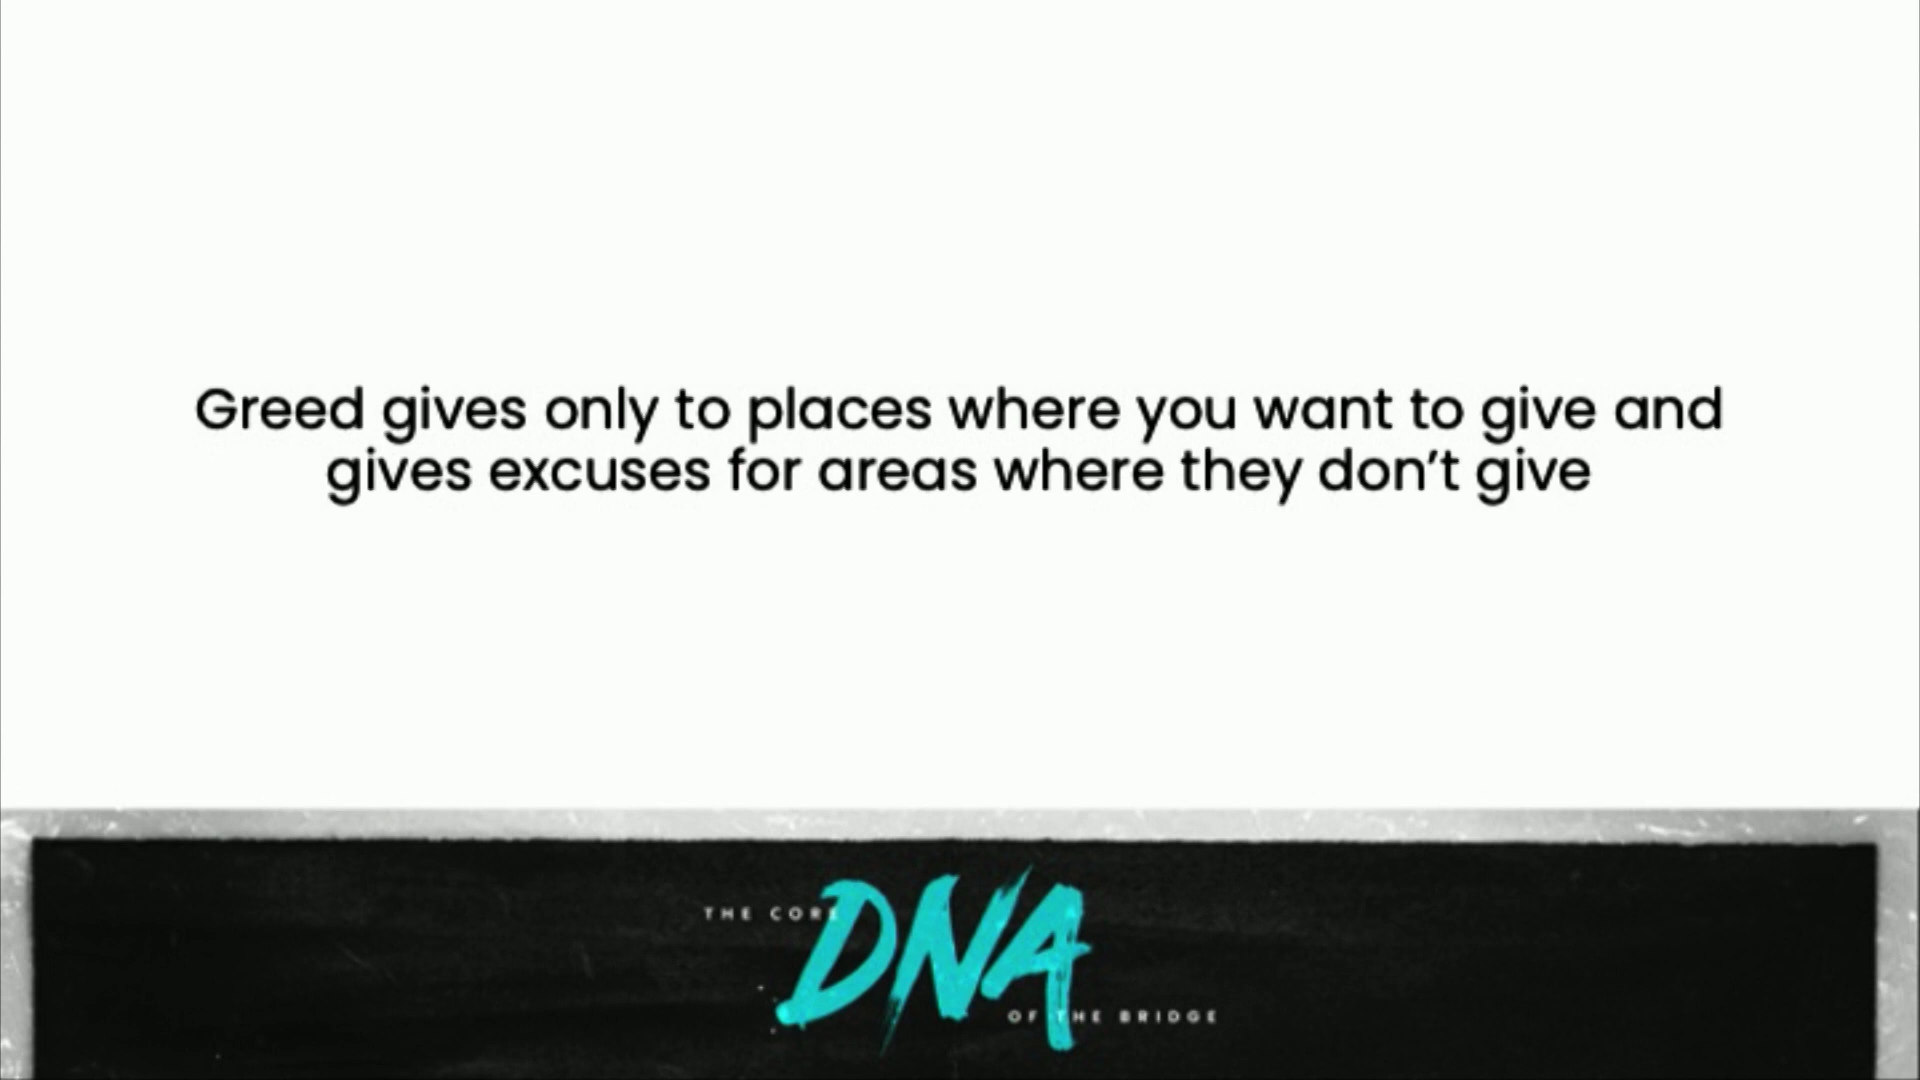 Greed gives only to places where you want to give and
gives excuses for areas where they don’t give
THE CORE
DNA
OF THE BRIDGE